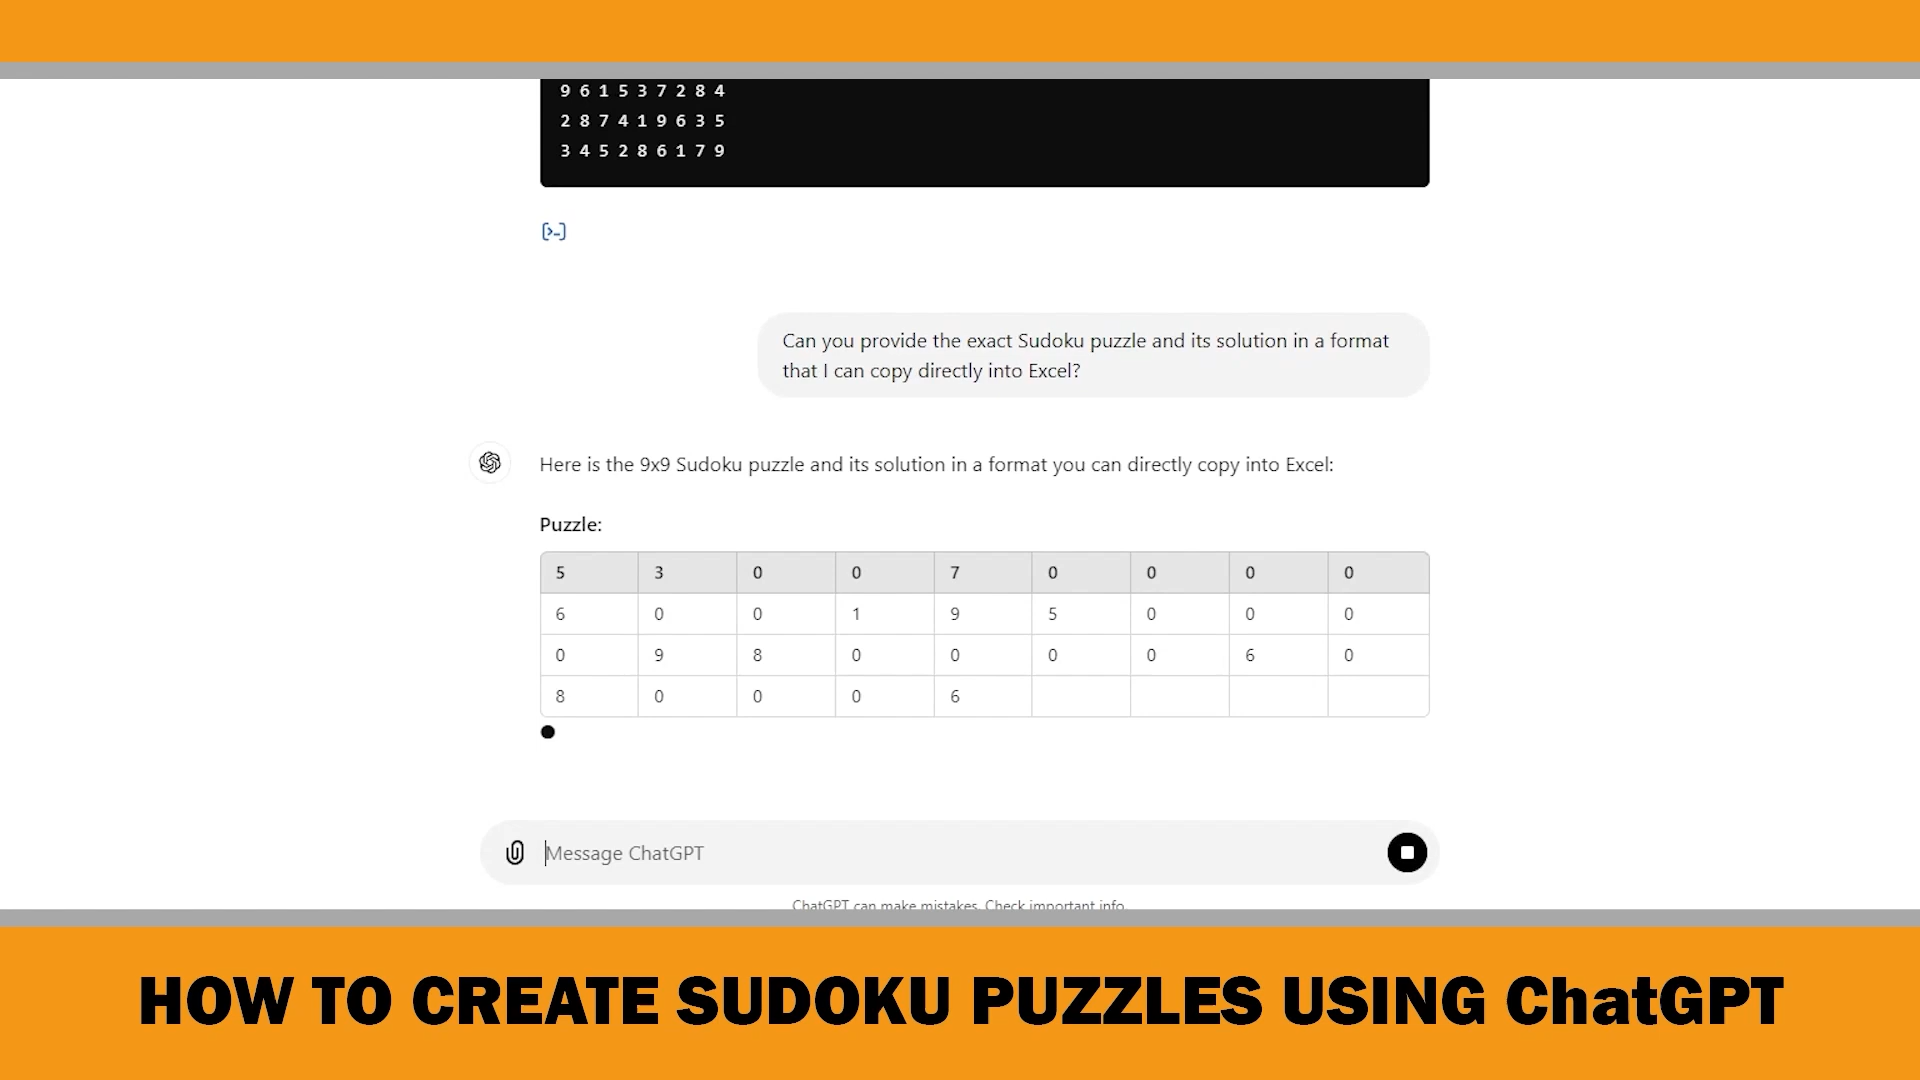 9 6 1 5 3 7 2 8 4
2 8 7 4 1 9 6 3 5
3 4 5 2 8 6 1 7 9
Can you provide the exact Sudoku puzzle and its solution in a format
that I can copy directly into Excel?
Here is the 9x9 Sudoku puzzle and its solution in a format you can directly copy into Excel:
Puzzle:
5 3 0 0 7 0 0 0 0
6 0 0 1 9 5 0 0 0
0 9 8 0 0 0 0 6 0
8 0 0 0 6
Message ChatGPT
ChatGPT can make mistakes. Check important info.
HOW TO CREATE SUDOKU PUZZLES USING ChatGPT